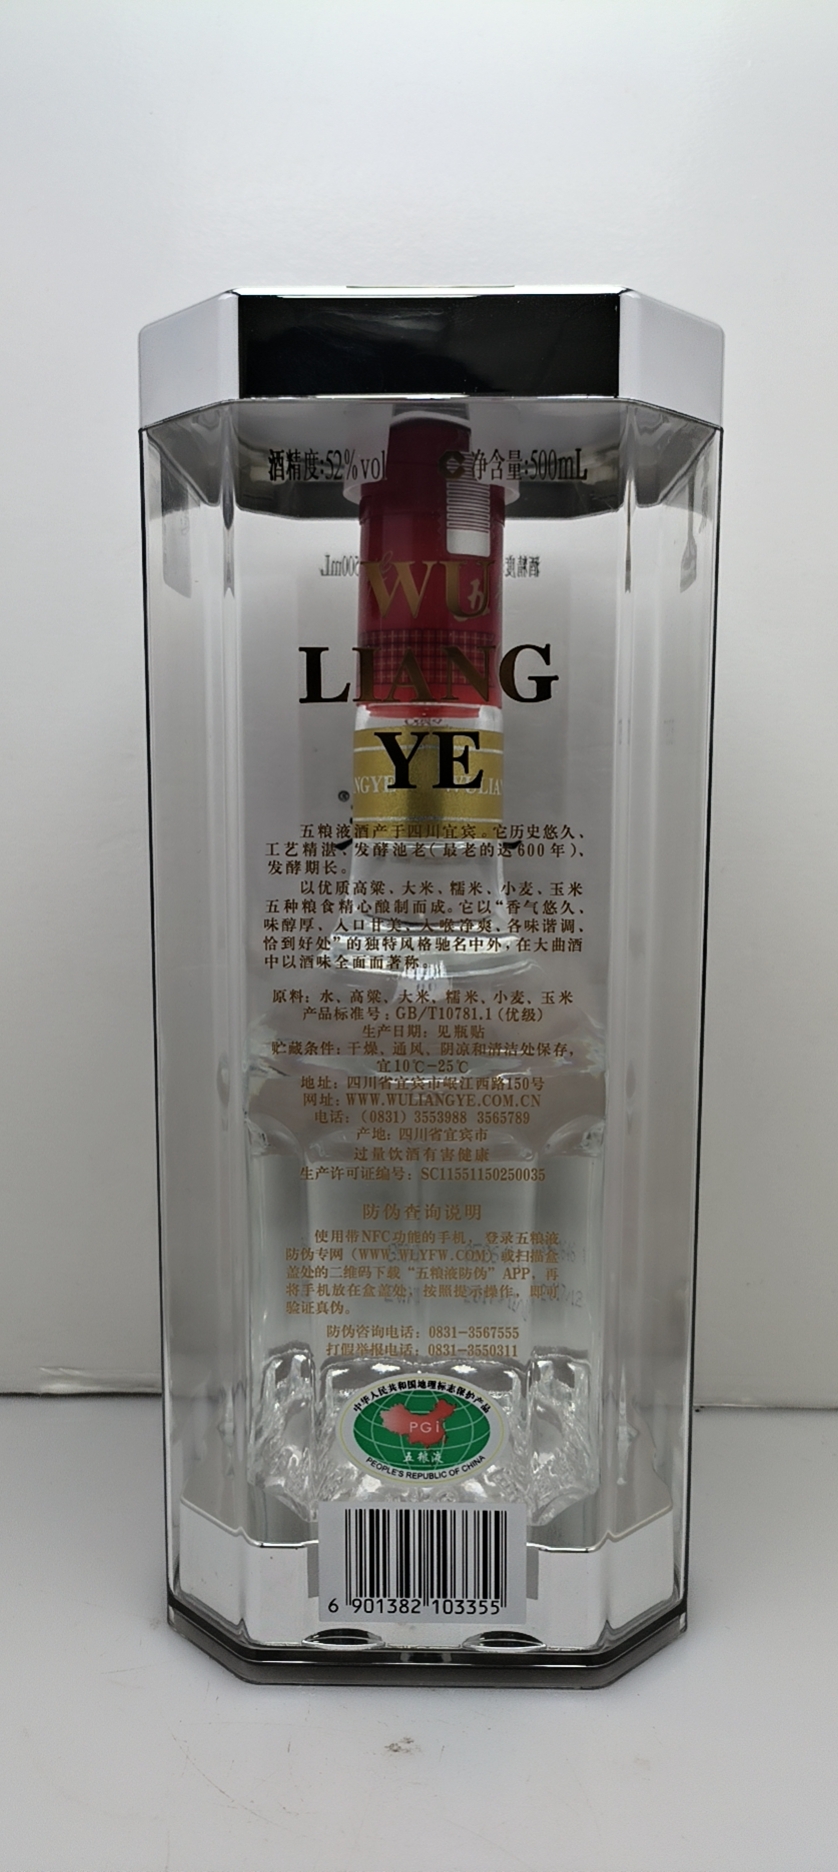 酒精度:52%vol 净含量:500mL
WU
LIANG
YE
五粮液酒产于四川宜宾。它历史悠久、
工艺精湛、发酵池老(最老的达600年)、
发酵期长。
以优质高粱、大米、糯米、小麦、玉米
五种粮食精心酿制而成。它以“香气悠久、
味醇厚、入口甘美、入喉净爽、各味谐调、
恰到好处”的独特风格驰名中外,在大曲酒
中以酒味全面而著称。
原料: 水、高粱、大米、糯米、小麦、玉米
产品标准号: GB/T10781.1(优级)
生产日期: 见瓶贴
贮藏条件: 干燥、通风、阴凉和清洁处保存,
宜10℃-25℃
地址: 四川省宜宾市岷江西路150号
网址: WWW.WULIANGYE.COM.CN
电话: (0831) 3553988 3565789
产地: 四川省宜宾市
过量饮酒有害健康
生产许可证编号: SC11551150250035
防伪查询说明
使用带NFC功能的手机, 登录五粮液
防伪专网 (WWW.WLYFW.COM) 或扫描盒
盖处的二维码下载“五粮液防伪” APP, 再
将手机放在盒盖处, 按照提示操作, 即可
验证真伪。
防伪咨询电话: 0831-3567555
打假举报电话: 0831-3550311
中华人民共和国地理标志保护产品
PGI
五粮液
PEOPLE'S REPUBLIC OF CHINA
6 901382 103355